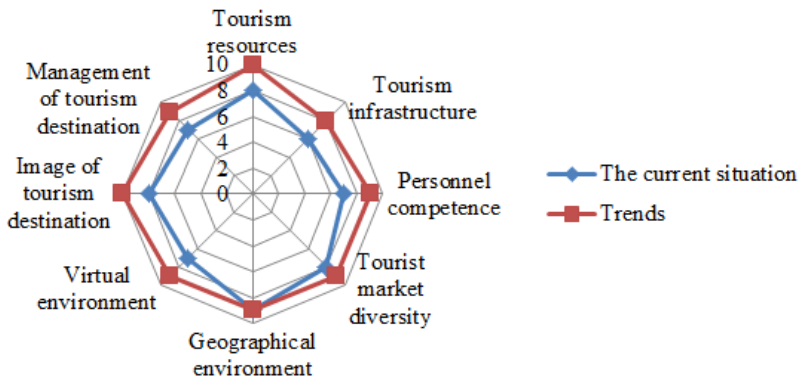 Tourism
resources
10
8
6
4
2
0
Tourism
infrastructure
Personnel
competence
Tourist
market
diversity
Geographical
environment
Virtual
environment
Image of
tourism
destination
Management
of tourism
destination
The current situation
Trends